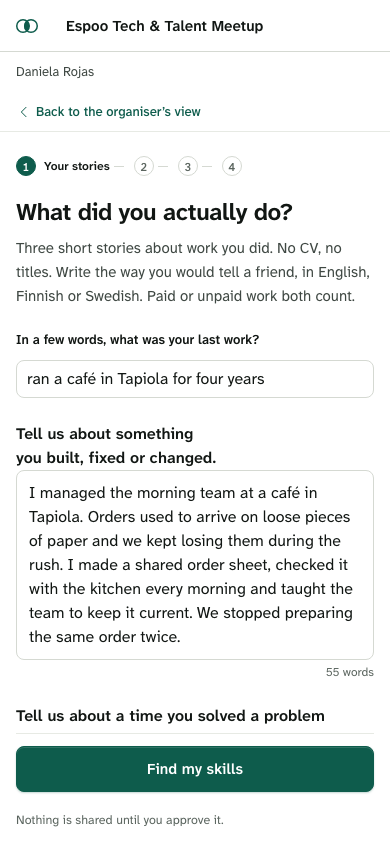 Espoo Tech & Talent Meetup
Daniela Rojas
Back to the organiser's view
1 Your stories 2 3 4
What did you actually do?
Three short stories about work you did. No CV, no
titles. Write the way you would tell a friend, in English,
Finnish or Swedish. Paid or unpaid work both count.
In a few words, what was your last work?
ran a café in Tapiola for four years
Tell us about something
you built, fixed or changed.
I managed the morning team at a café in
Tapiola. Orders used to arrive on loose pieces
of paper and we kept losing them during the
rush. I made a shared order sheet, checked it
with the kitchen every morning and taught the
team to keep it current. We stopped preparing
the same order twice.
55 words
Tell us about a time you solved a problem
Find my skills
Nothing is shared until you approve it.